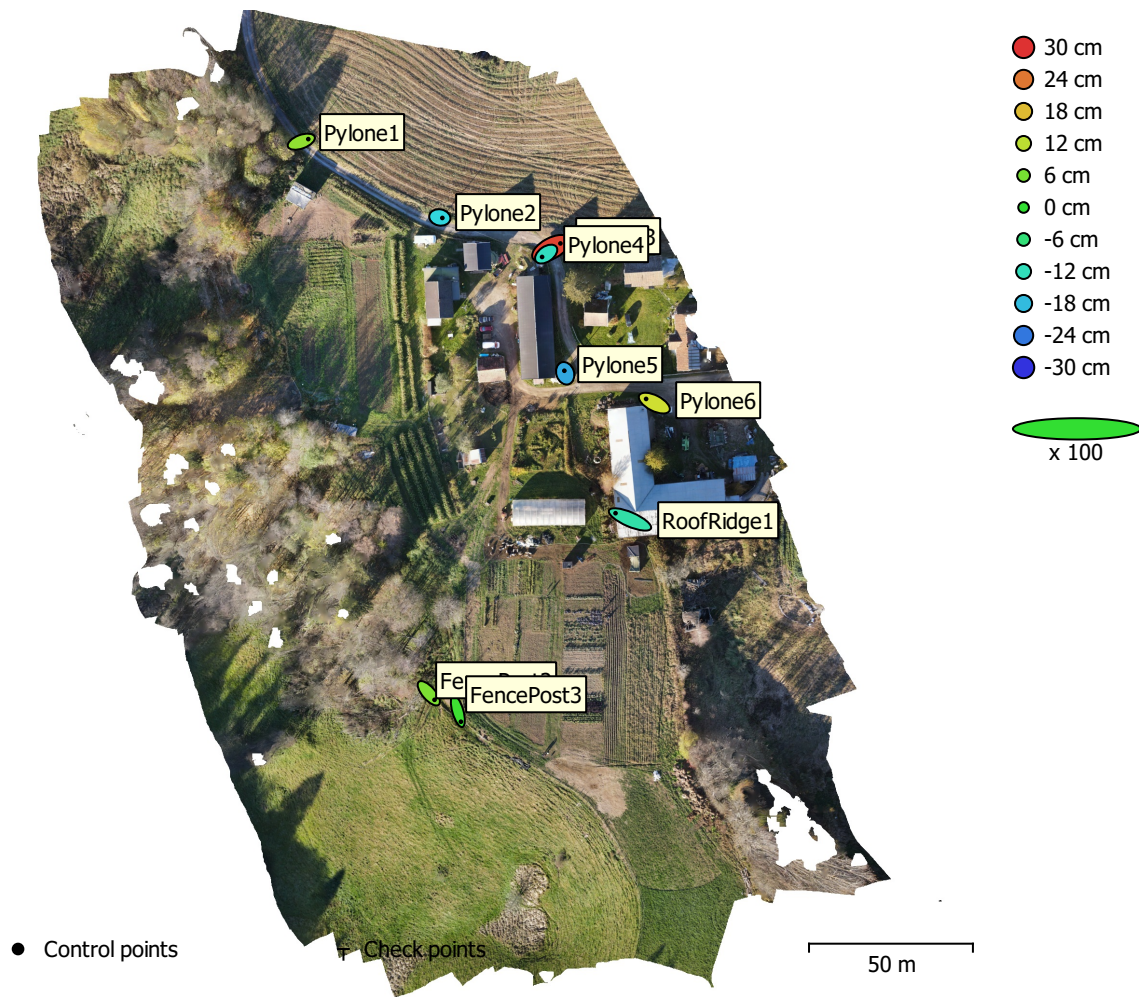 30 cm
24 cm
18 cm
12 cm
6 cm
0 cm
-6 cm
-12 cm
-18 cm
-24 cm
-30 cm
x 100
Pylone1
Pylone2
Pylone4
Pylone5
Pylone6
RoofRidge1
FencePost3
Control points
Check points
50 m